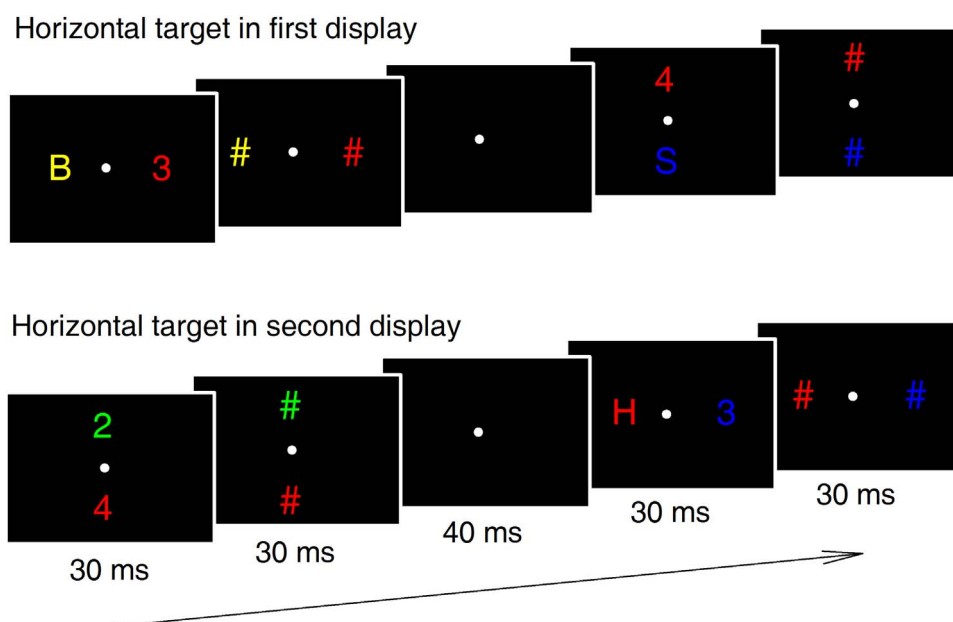 Horizontal target in first display
B 3
# #
4
S
#
#
Horizontal target in second display
2
4
#
#
H 3
# #
30 ms
30 ms
40 ms
30 ms
30 ms